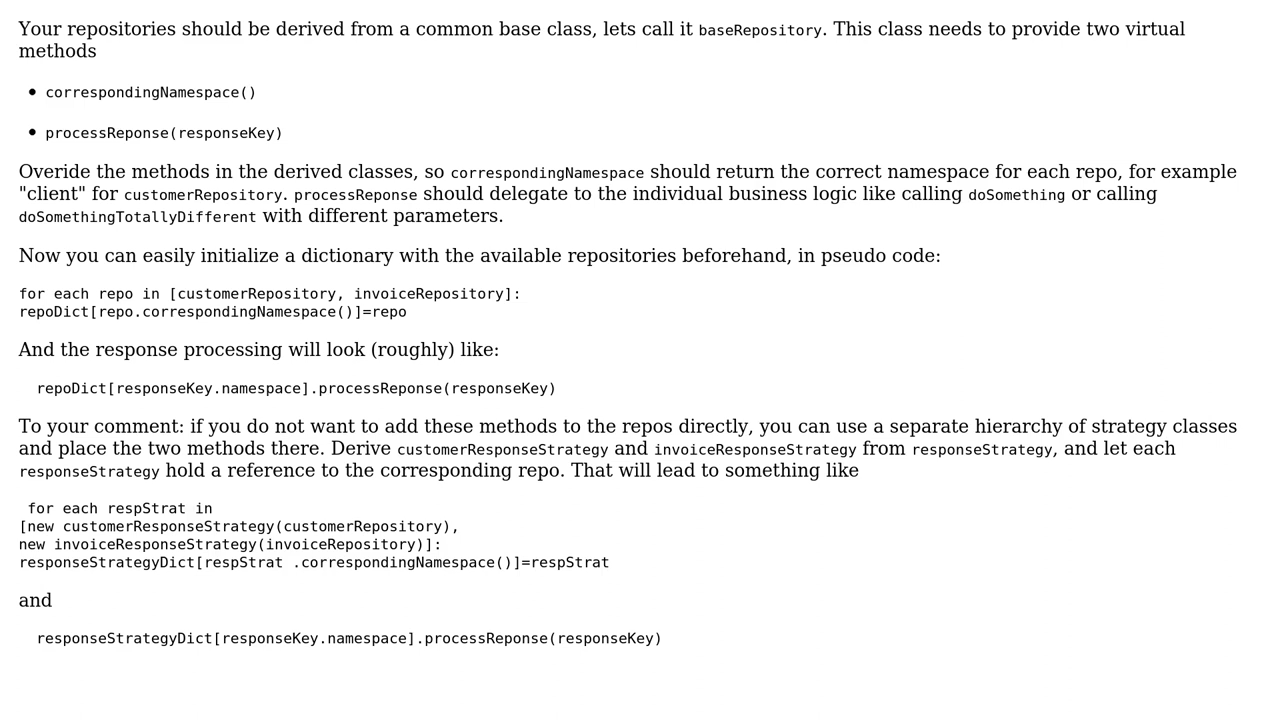 Your repositories should be derived from a common base class, lets call it baseRepository. This class needs to provide two virtual
methods
• correspondingNamespace()
• processReponse(responseKey)
Overide the methods in the derived classes, so correspondingNamespace should return the correct namespace for each repo, for example
"client" for customerRepository. processReponse should delegate to the individual business logic like calling doSomething or calling
doSomethingTotallyDifferent with different parameters.
Now you can easily initialize a dictionary with the available repositories beforehand, in pseudo code:
for each repo in [customerRepository, invoiceRepository]:
repoDict[repo.correspondingNamespace()]=repo
And the response processing will look (roughly) like:
repoDict[responseKey.namespace].processReponse(responseKey)
To your comment: if you do not want to add these methods to the repos directly, you can use a separate hierarchy of strategy classes
and place the two methods there. Derive customerResponseStrategy and invoiceResponseStrategy from responseStrategy, and let each
responseStrategy hold a reference to the corresponding repo. That will lead to something like
for each respStrat in
[new customerResponseStrategy(customerRepository),
new invoiceResponseStrategy(invoiceRepository)]:
responseStrategyDict[respStrat .correspondingNamespace()]=respStrat
and
responseStrategyDict[responseKey.namespace].processReponse(responseKey)